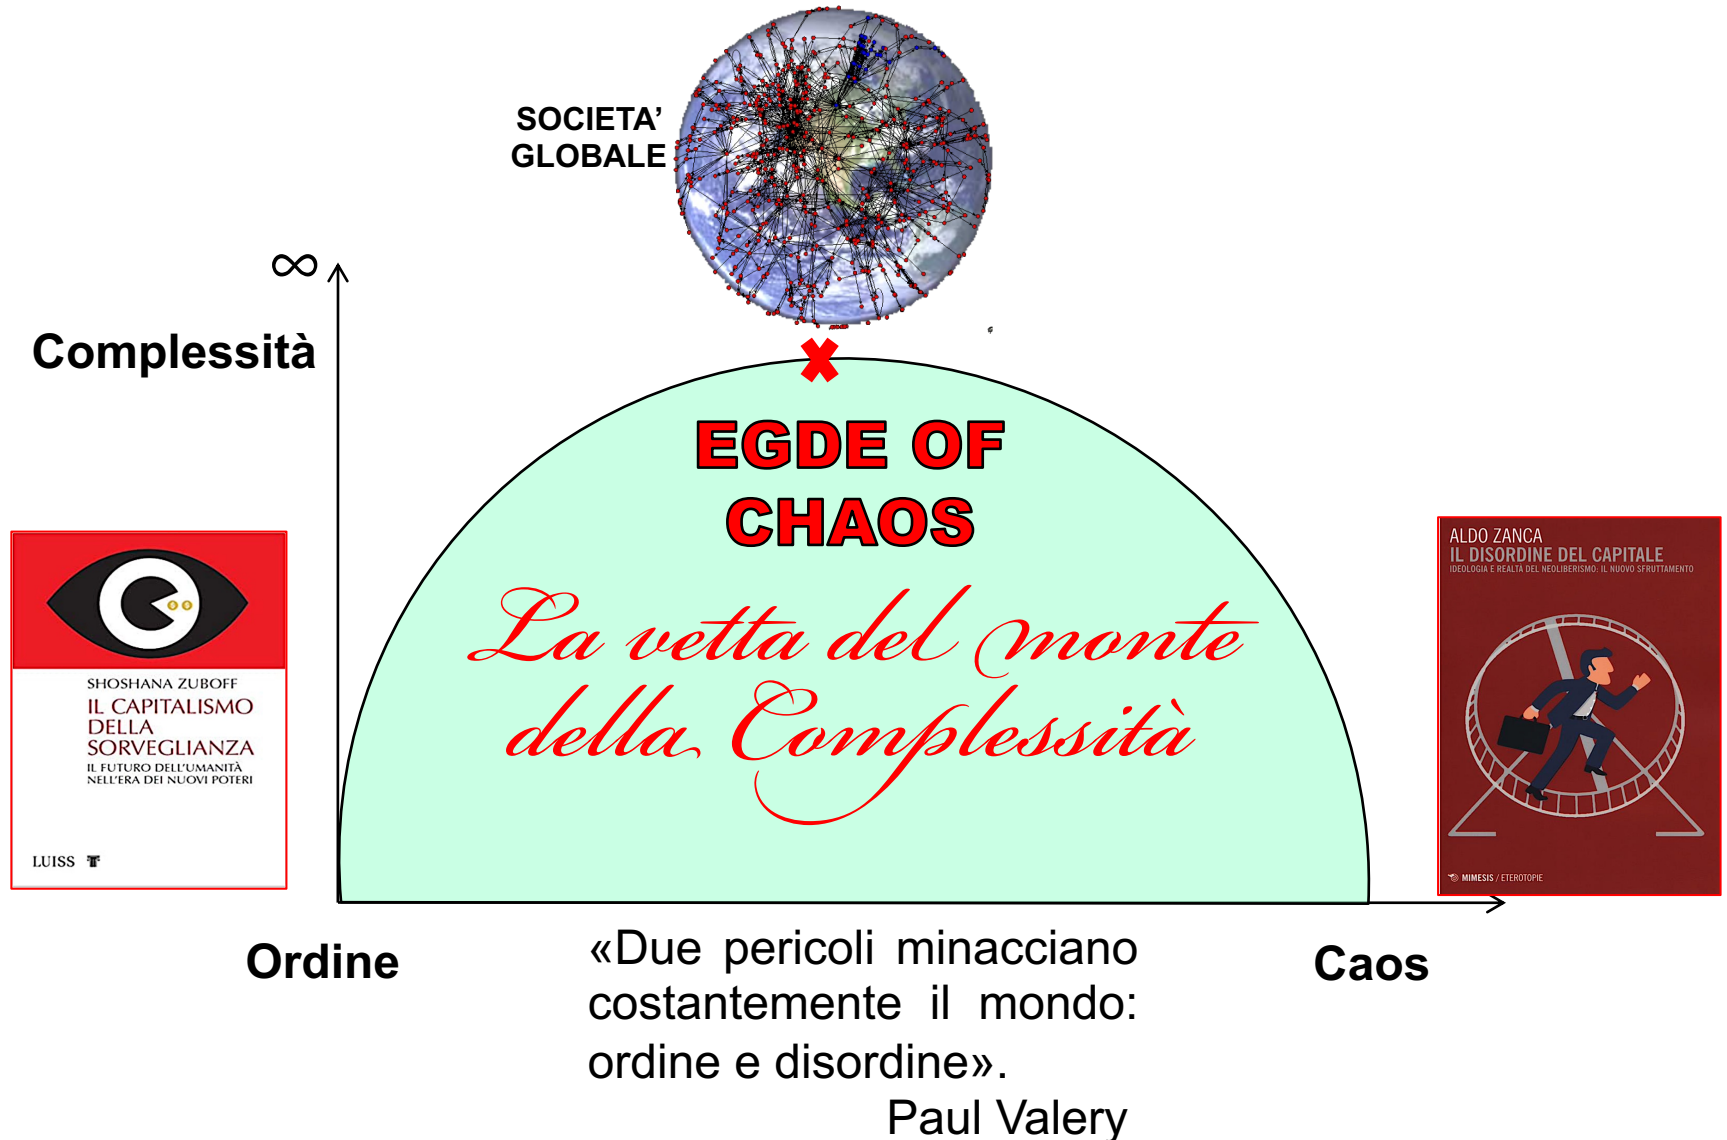 SOCIETA’
GLOBALE
∞
Complessità
EGDE OF
CHAOS
La vetta del monte
della Complessità
SHOSHANA ZUBOFF
IL CAPITALISMO
DELLA
SORVEGLIANZA
IL FUTURO DELL'UMANITÀ
NELL'ERA DEI NUOVI POTERI
LUISS
ALDO ZANCA
IL DISORDINE DEL CAPITALE
IDEOLOGIA E REALTÀ DEL NEOLIBERISMO: IL NUOVO SFRUTTAMENTO
MIMESIS / ETEROTOPIE
Ordine
Caos
«Due pericoli minacciano
costantemente il mondo:
ordine e disordine».
Paul Valery